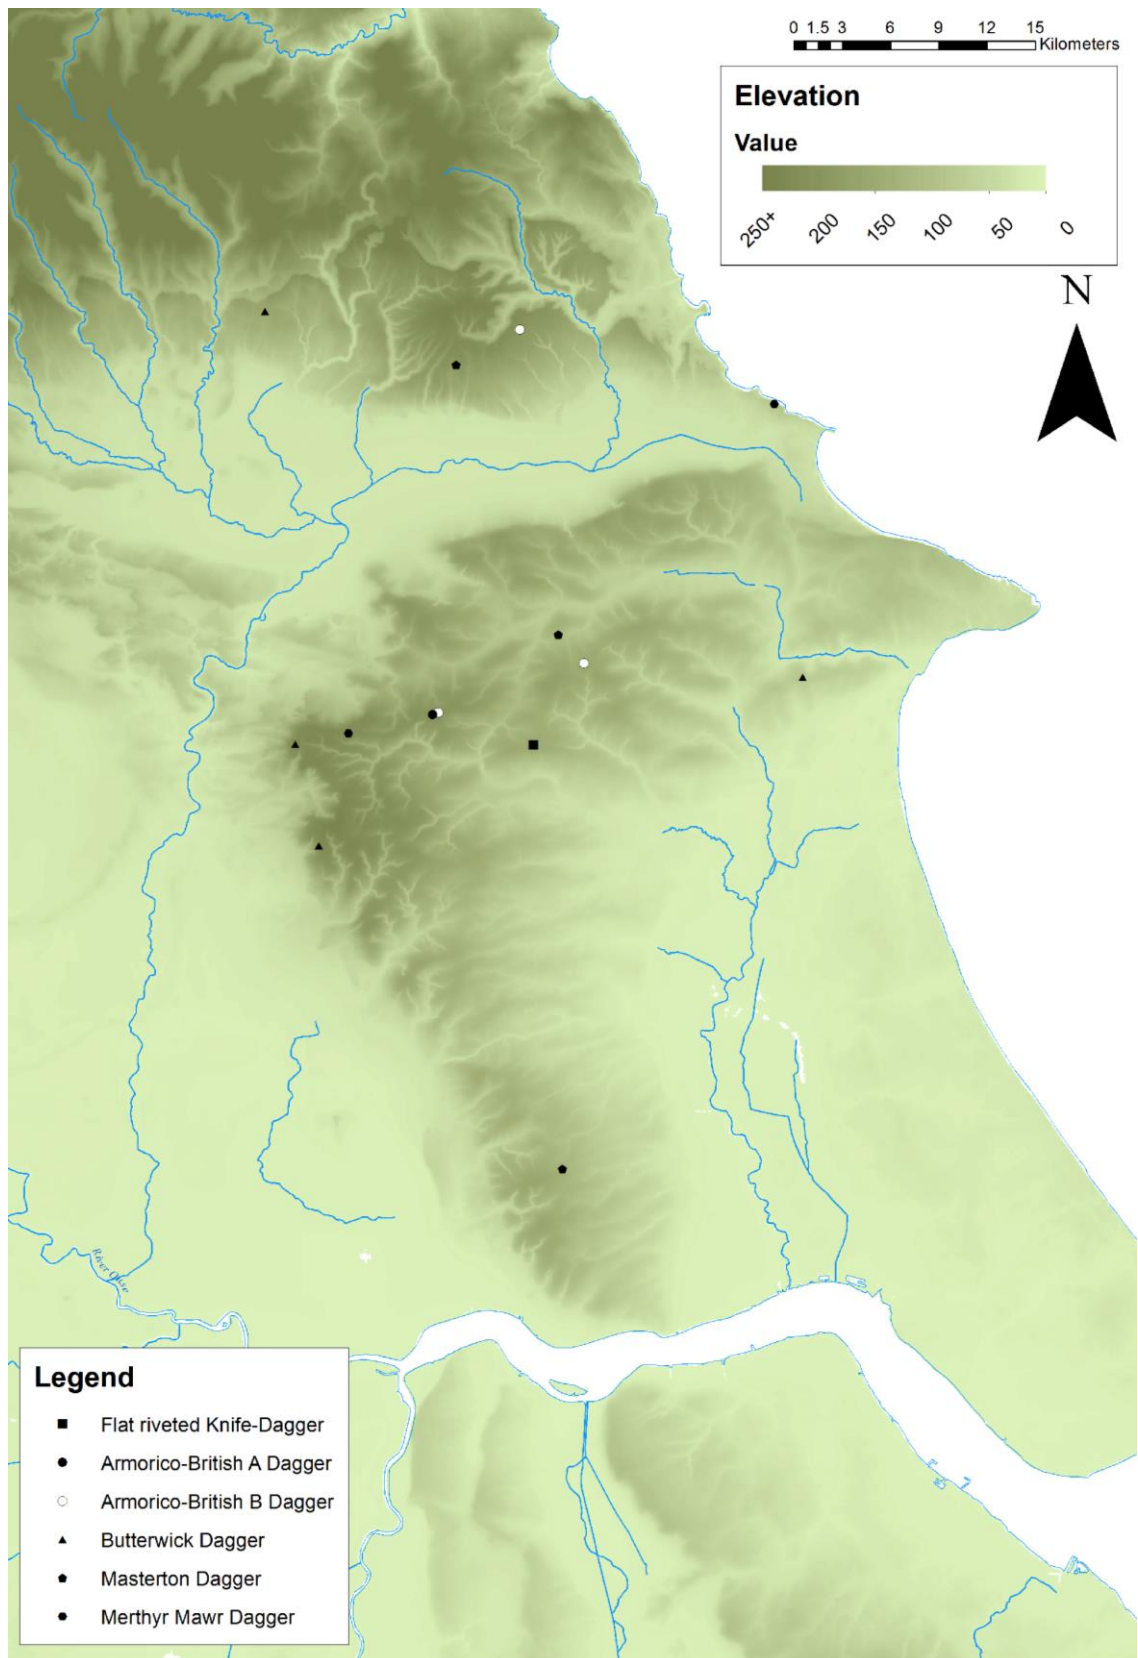 0 1.5 3 6 9 12 15
Kilometers
Elevation
Value
250+ 200 150 100 50 0
N
River Ouse
Legend
Flat riveted Knife-Dagger
Armorico-British A Dagger
Armorico-British B Dagger
Butterwick Dagger
Masterton Dagger
Merthyr Mawr Dagger